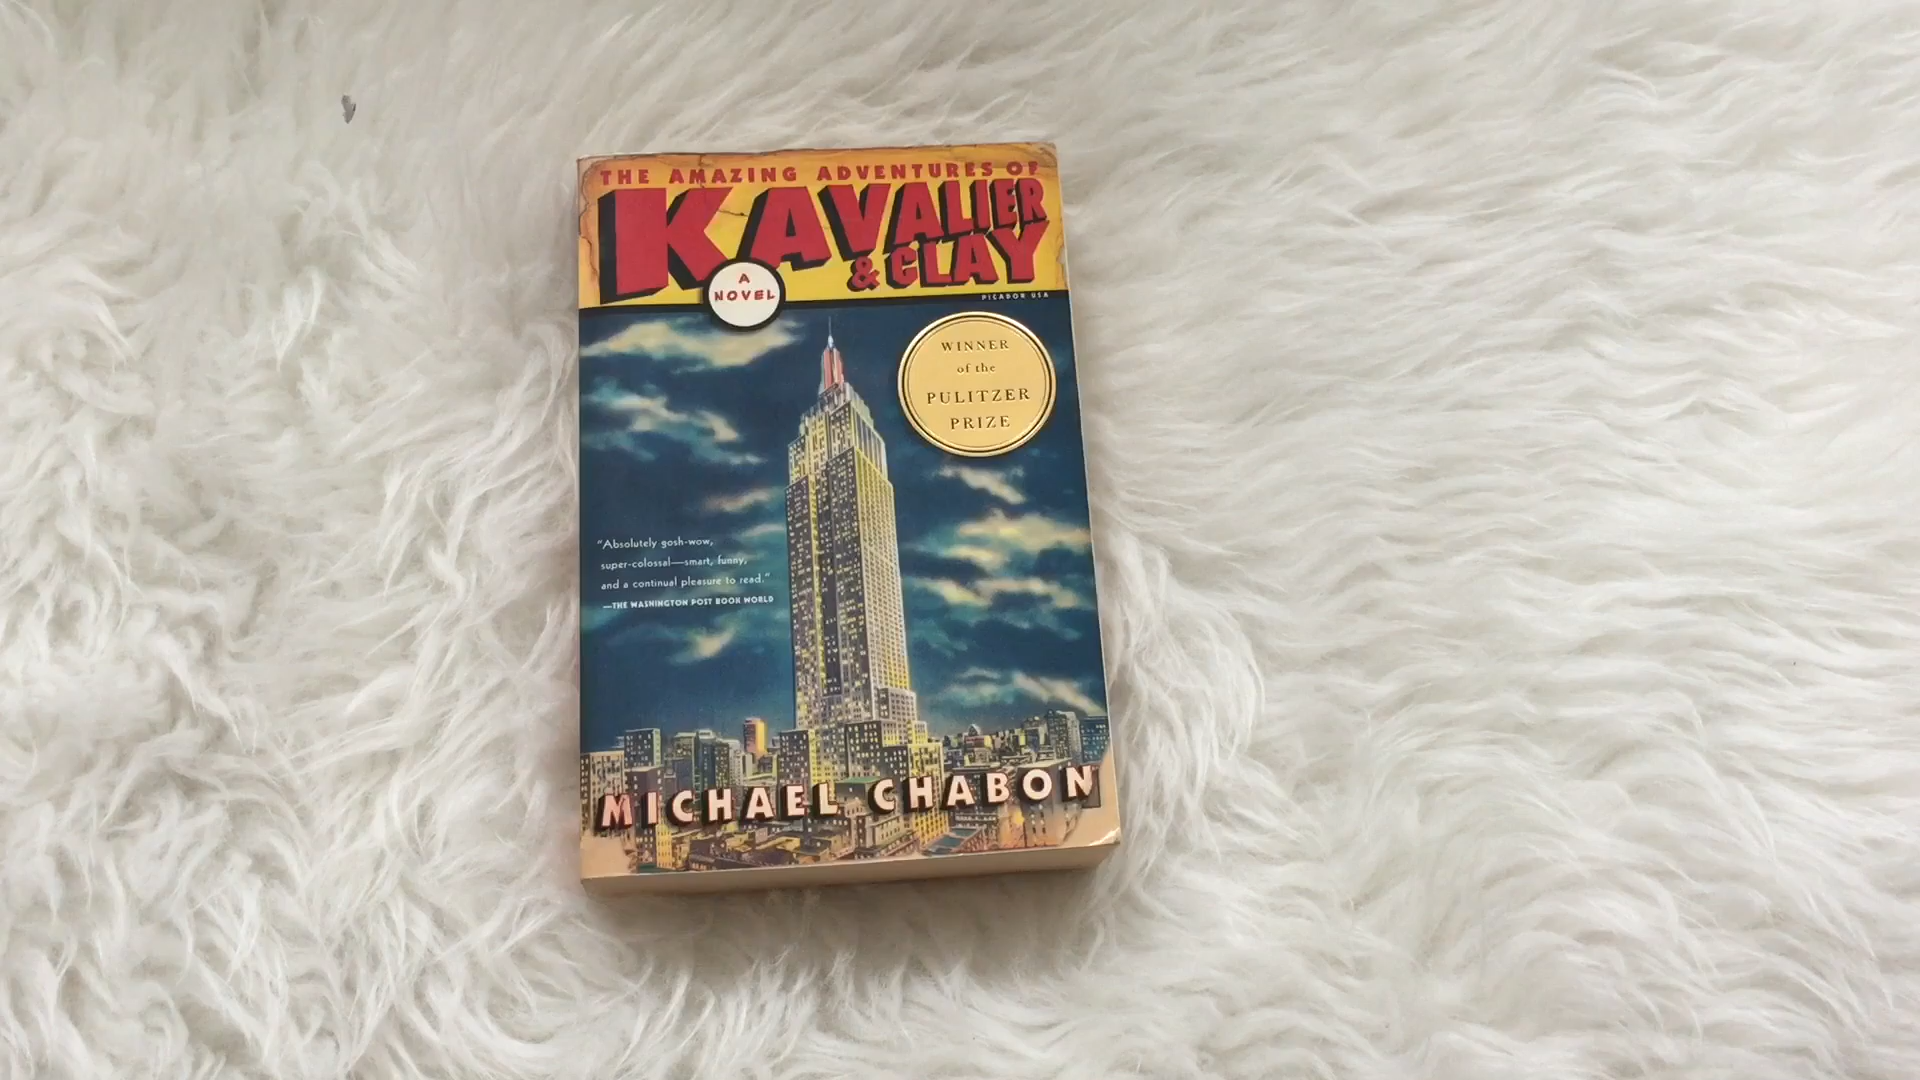 THE AMAZING ADVENTURES OF
KAVALIER
& CLAY
A
NOVEL
PICADOR USA
WINNER
of the
PULITZER
PRIZE
"Absolutely gosh-wow,
super-colossal—smart, funny,
and a continual pleasure to read."
—THE WASHINGTON POST BOOK WORLD
MICHAEL CHABON